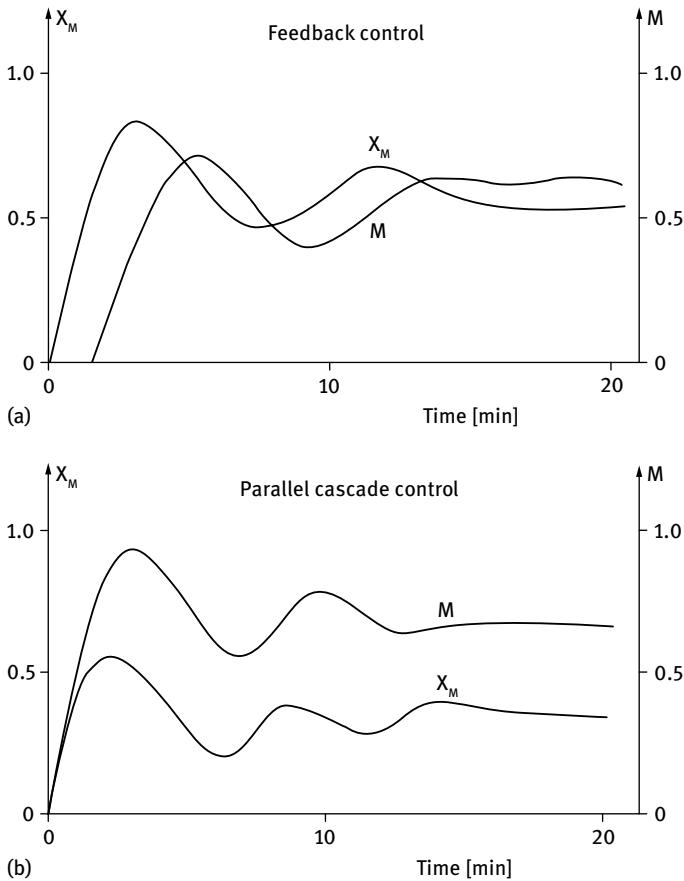 X_M Feedback control M
1.0 1.0
X_M
0.5 M 0.5
0 0
0 10 20
(a) Time [min]
X_M Parallel cascade control M
1.0 1.0
M
0.5 X_M 0.5
0 0
0 10 20
(b) Time [min]